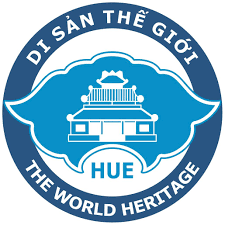 DI SẢN THẾ GIỚI
HUE
THE WORLD HERITAGE